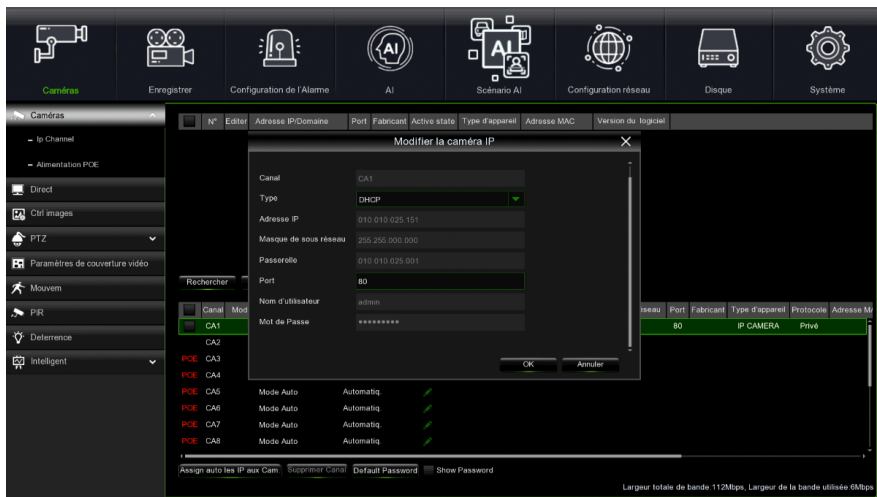 AI
AI
Caméras Enregistrer Configuration de l'Alarme AI Scénario AI Configuration réseau Disque Système
Caméras
Ip Channel
Alimentation POE
Direct
Ctrl images
PTZ
Paramètres de couverture vidéo
Mouvem
PIR
Deterrence
Intelligent
N° Editer Adresse IP/Domaine Port Fabricant Active state Type d'appareil Adresse MAC Version du logiciel
Modifier la caméra IP
Canal CA1
Type DHCP
Adresse IP 010.010.025.151
Masque de sous réseau 255.255.000.000
Passerolle 010.010.025.001
Port 80
Nom d'utilisateur admin
Mot de Passe *********
OK Annuler
Rechercher
Canal Mod iseau Port Fabricant Type d'appareil Protocole Adresse MA
CA1 80 IP CAMERA Privé
CA2
POE CA3
POE CA4
POE CA5 Mode Auto Automatiq.
POE CA6 Mode Auto Automatiq.
POE CA7 Mode Auto Automatiq.
POE CA8 Mode Auto Automatiq.
Assign auto les IP aux Cam Supprimer Canal Default Password Show Password
Largeur totale de bande:112Mbps, Largeur de la bande utilisée:6Mbps